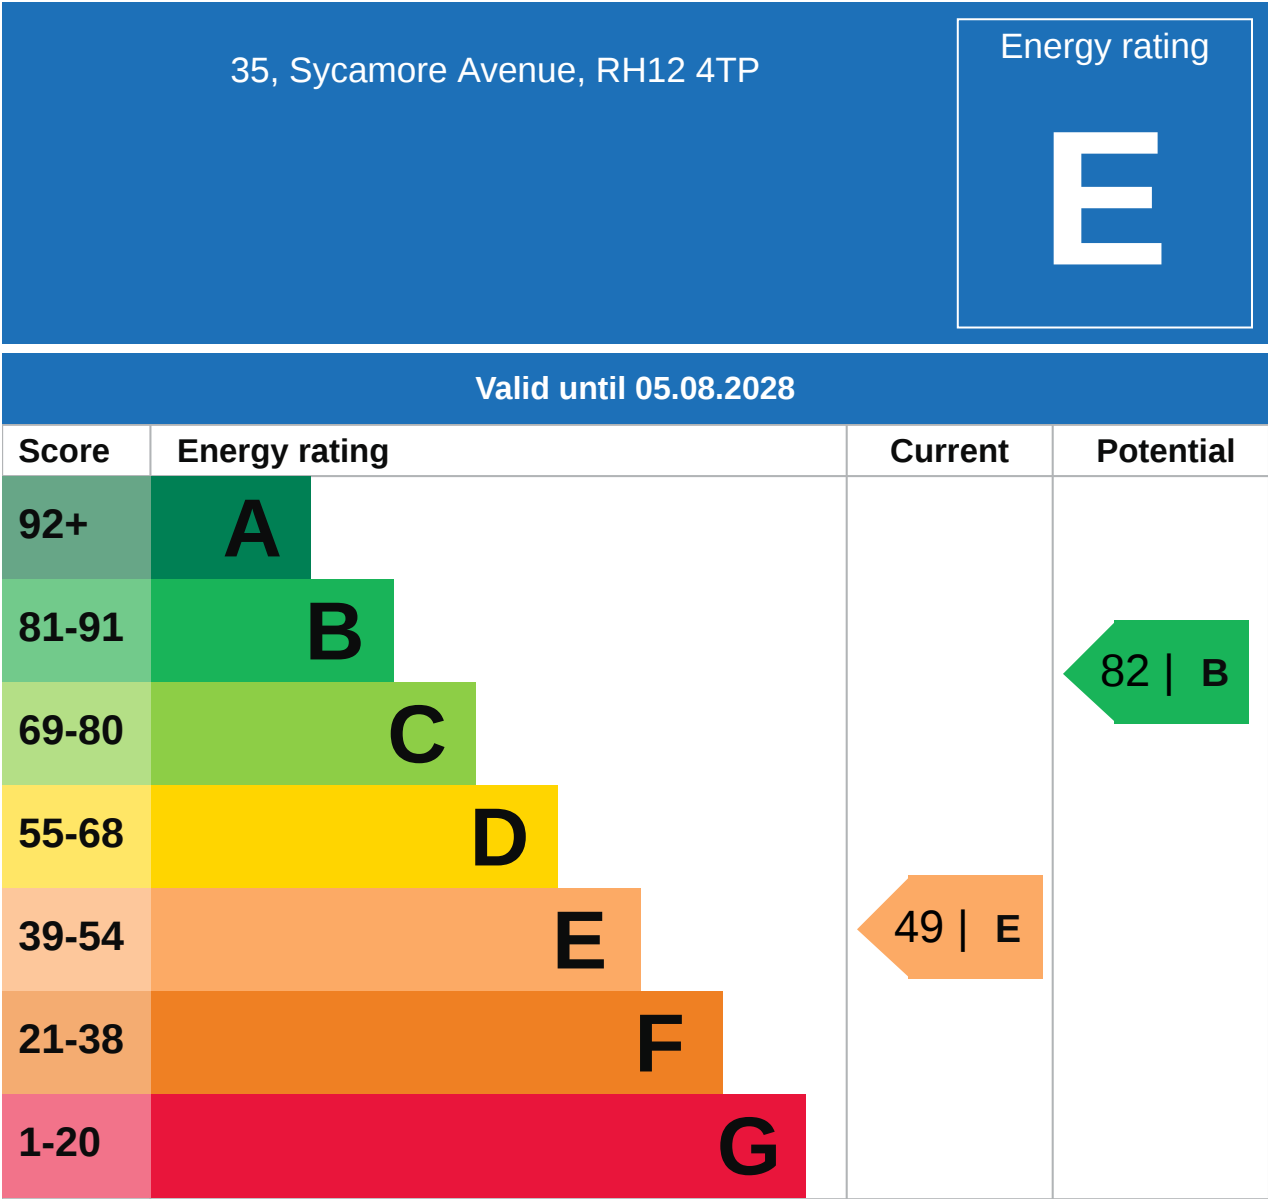 35, Sycamore Avenue, RH12 4TP
Energy rating
E
Valid until 05.08.2028
Score Energy rating Current Potential
92+ A
81-91 B
82 | B
69-80 C
55-68 D
39-54 E
49 | E
21-38 F
1-20 G